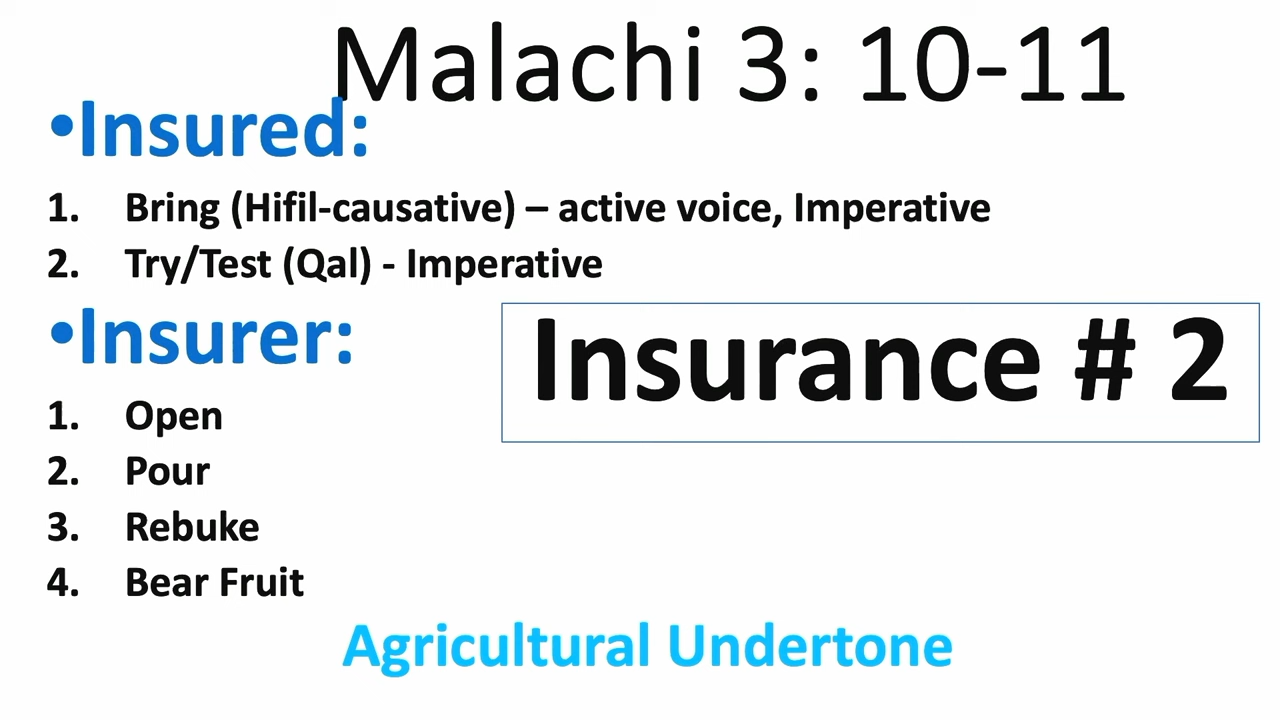 Malachi 3: 10-11
•Insured:
1. Bring (Hifil-causative) – active voice, Imperative
2. Try/Test (Qal) - Imperative
•Insurer:
Insurance # 2
1. Open
2. Pour
3. Rebuke
4. Bear Fruit
Agricultural Undertone